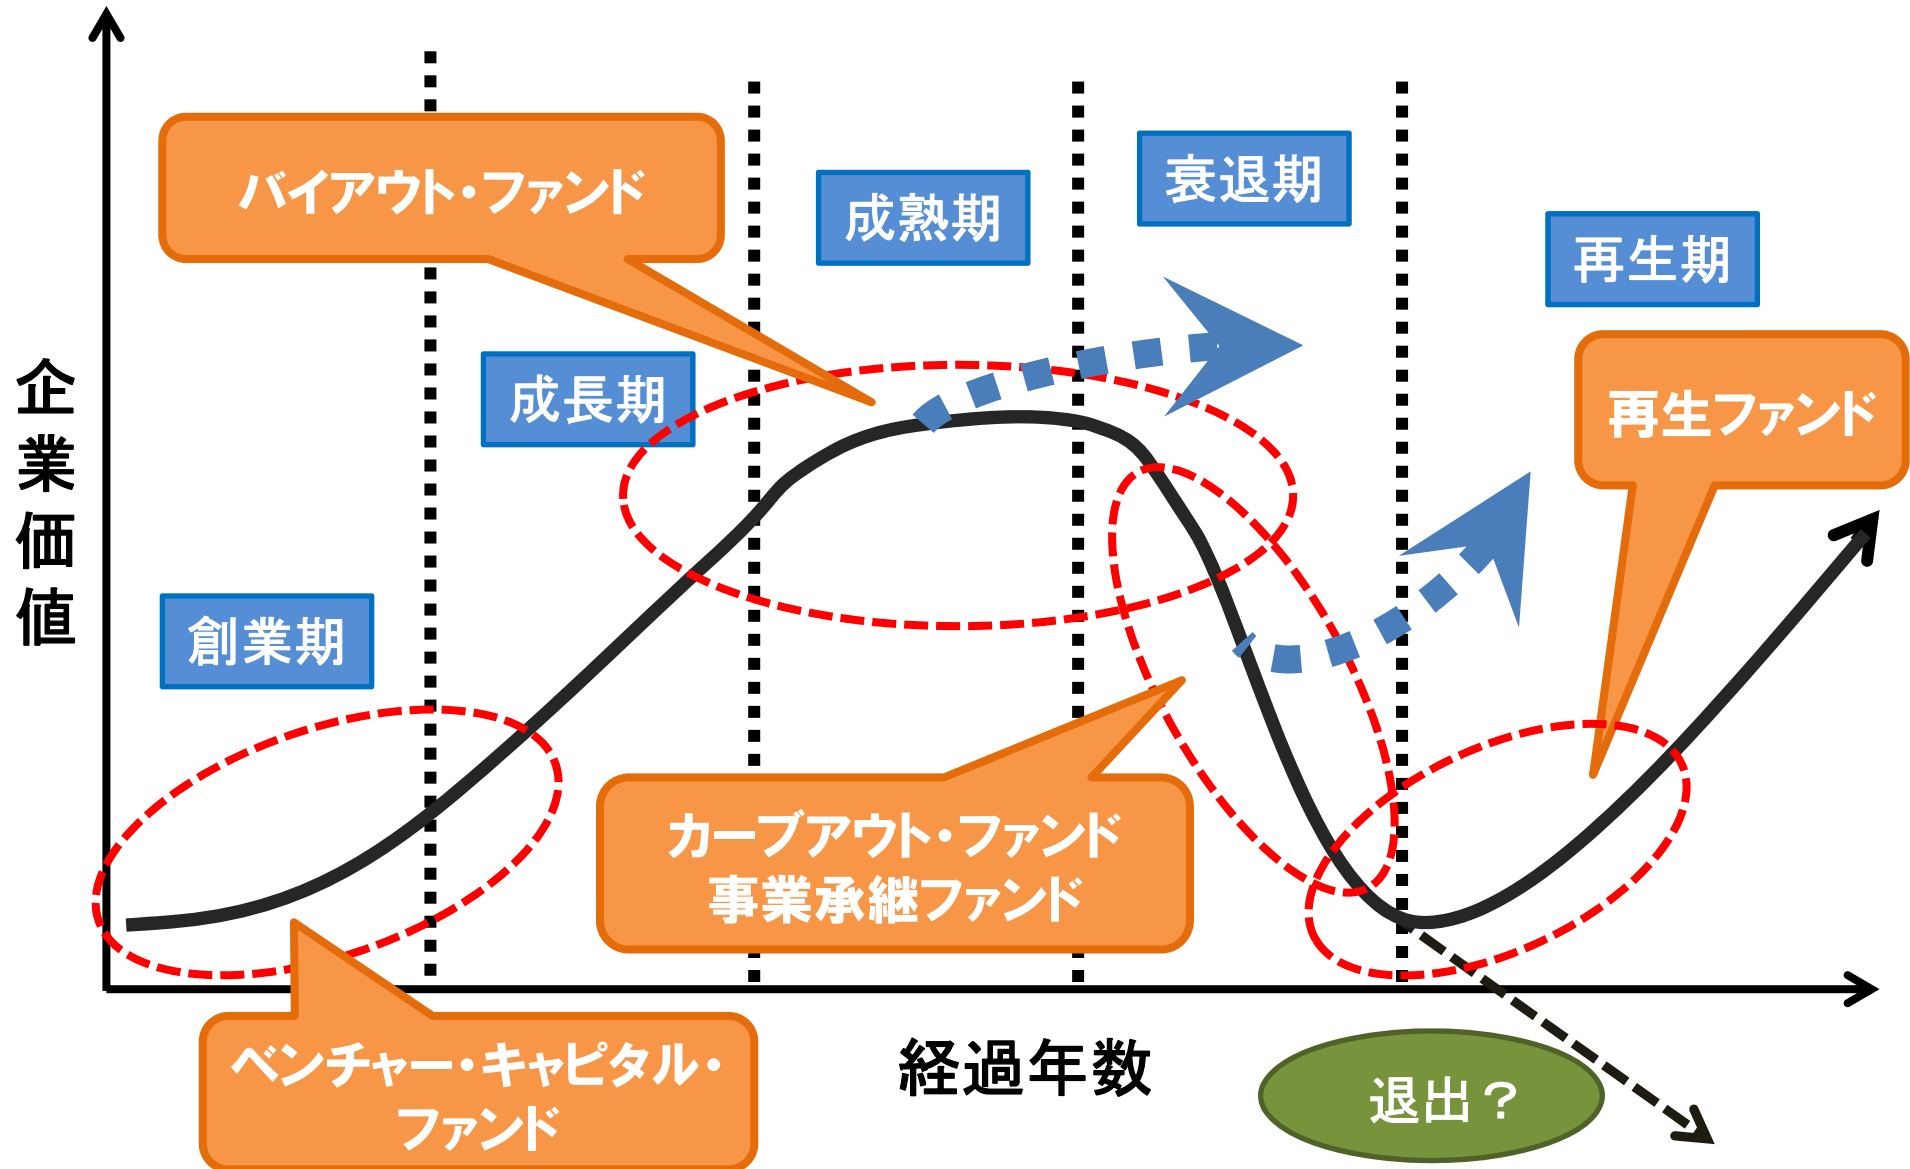 バイアウト・ファンド
成熟期
衰退期
再生期
成長期
再生ファンド
企業価値
創業期
カーブアウト・ファンド
事業承継ファンド
ベンチャー・キャピタル・
ファンド
経過年数
退出？